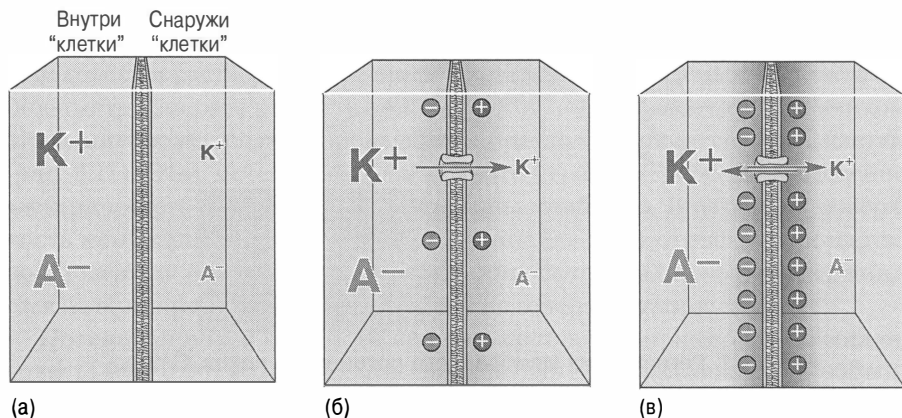 Внутри Снаружи
“клетки” “клетки”
K⁺ K⁺
A⁻ A⁻
(а)
K⁺ K⁺
A⁻ A⁻
(б)
K⁺ K⁺
A⁻ A⁻
(в)